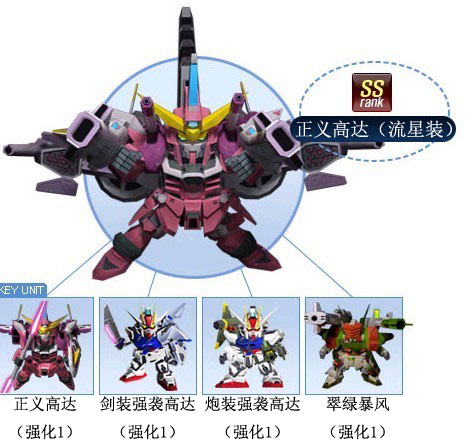 SS
rank
正义高达（流星装）
KEY UNIT
正义高达
（强化1）
剑装强袭高达
（强化1）
炮装强袭高达
（强化1）
翠绿暴风
（强化1）